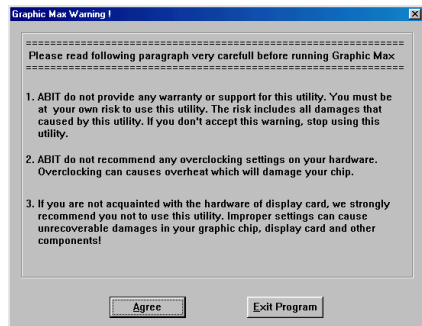 Graphic Max Warning !
===================================================
Please read following paragraph very carefull before running Graphic Max
===================================================
1. ABIT do not provide any warranty or support for this utility. You must be
at your own risk to use this utility. The risk includes all damages that
caused by this utility. If you don't accept this warning, stop using this
utility.
2. ABIT do not recommend any overclocking settings on your hardware.
Overclocking can causes overheat which will damage your chip.
3. If you are not acquainted with the hardware of display card, we strongly
recommend you not to use this utility. Improper settings can cause
unrecoverable damages in your graphic chip, display card and other
components!
Agree Exit Program